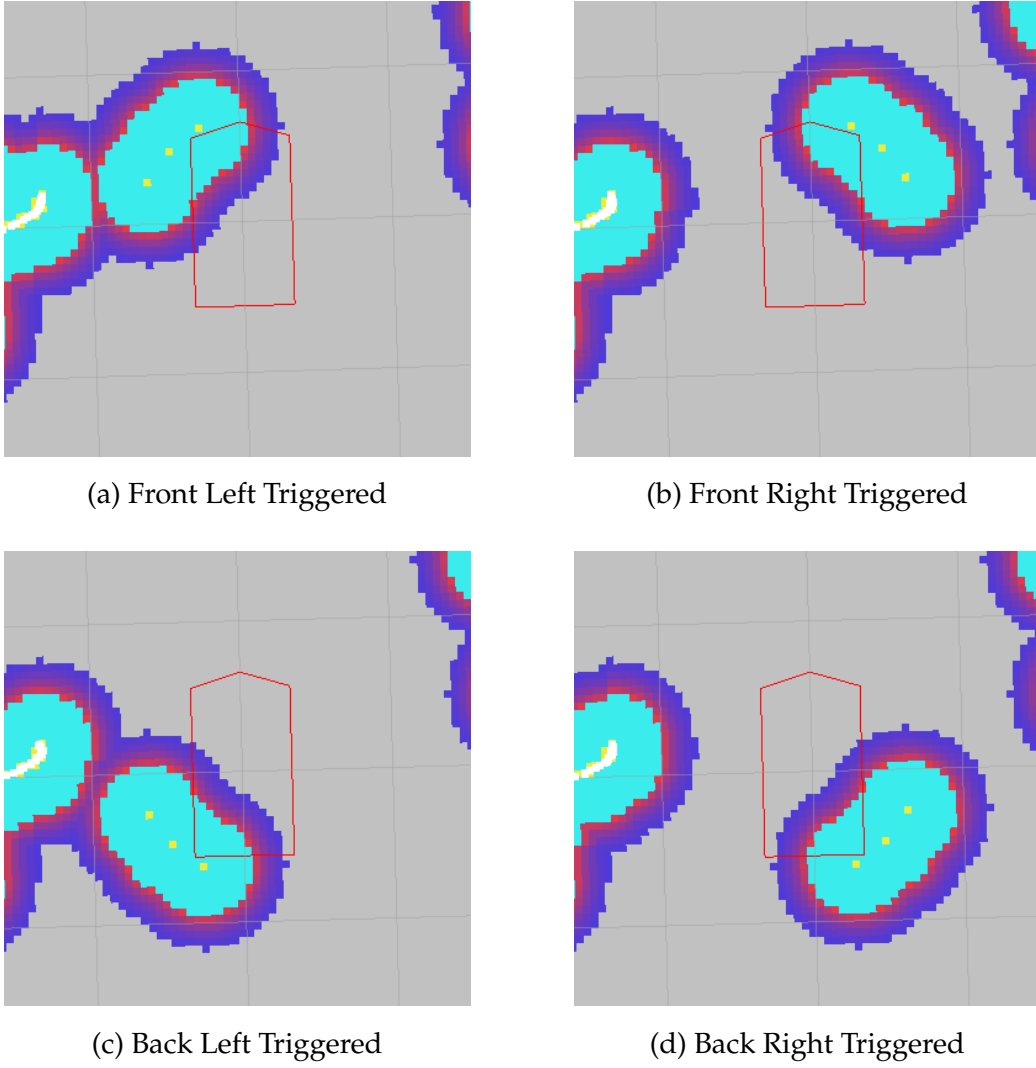 (a) Front Left Triggered
(b) Front Right Triggered
(c) Back Left Triggered
(d) Back Right Triggered